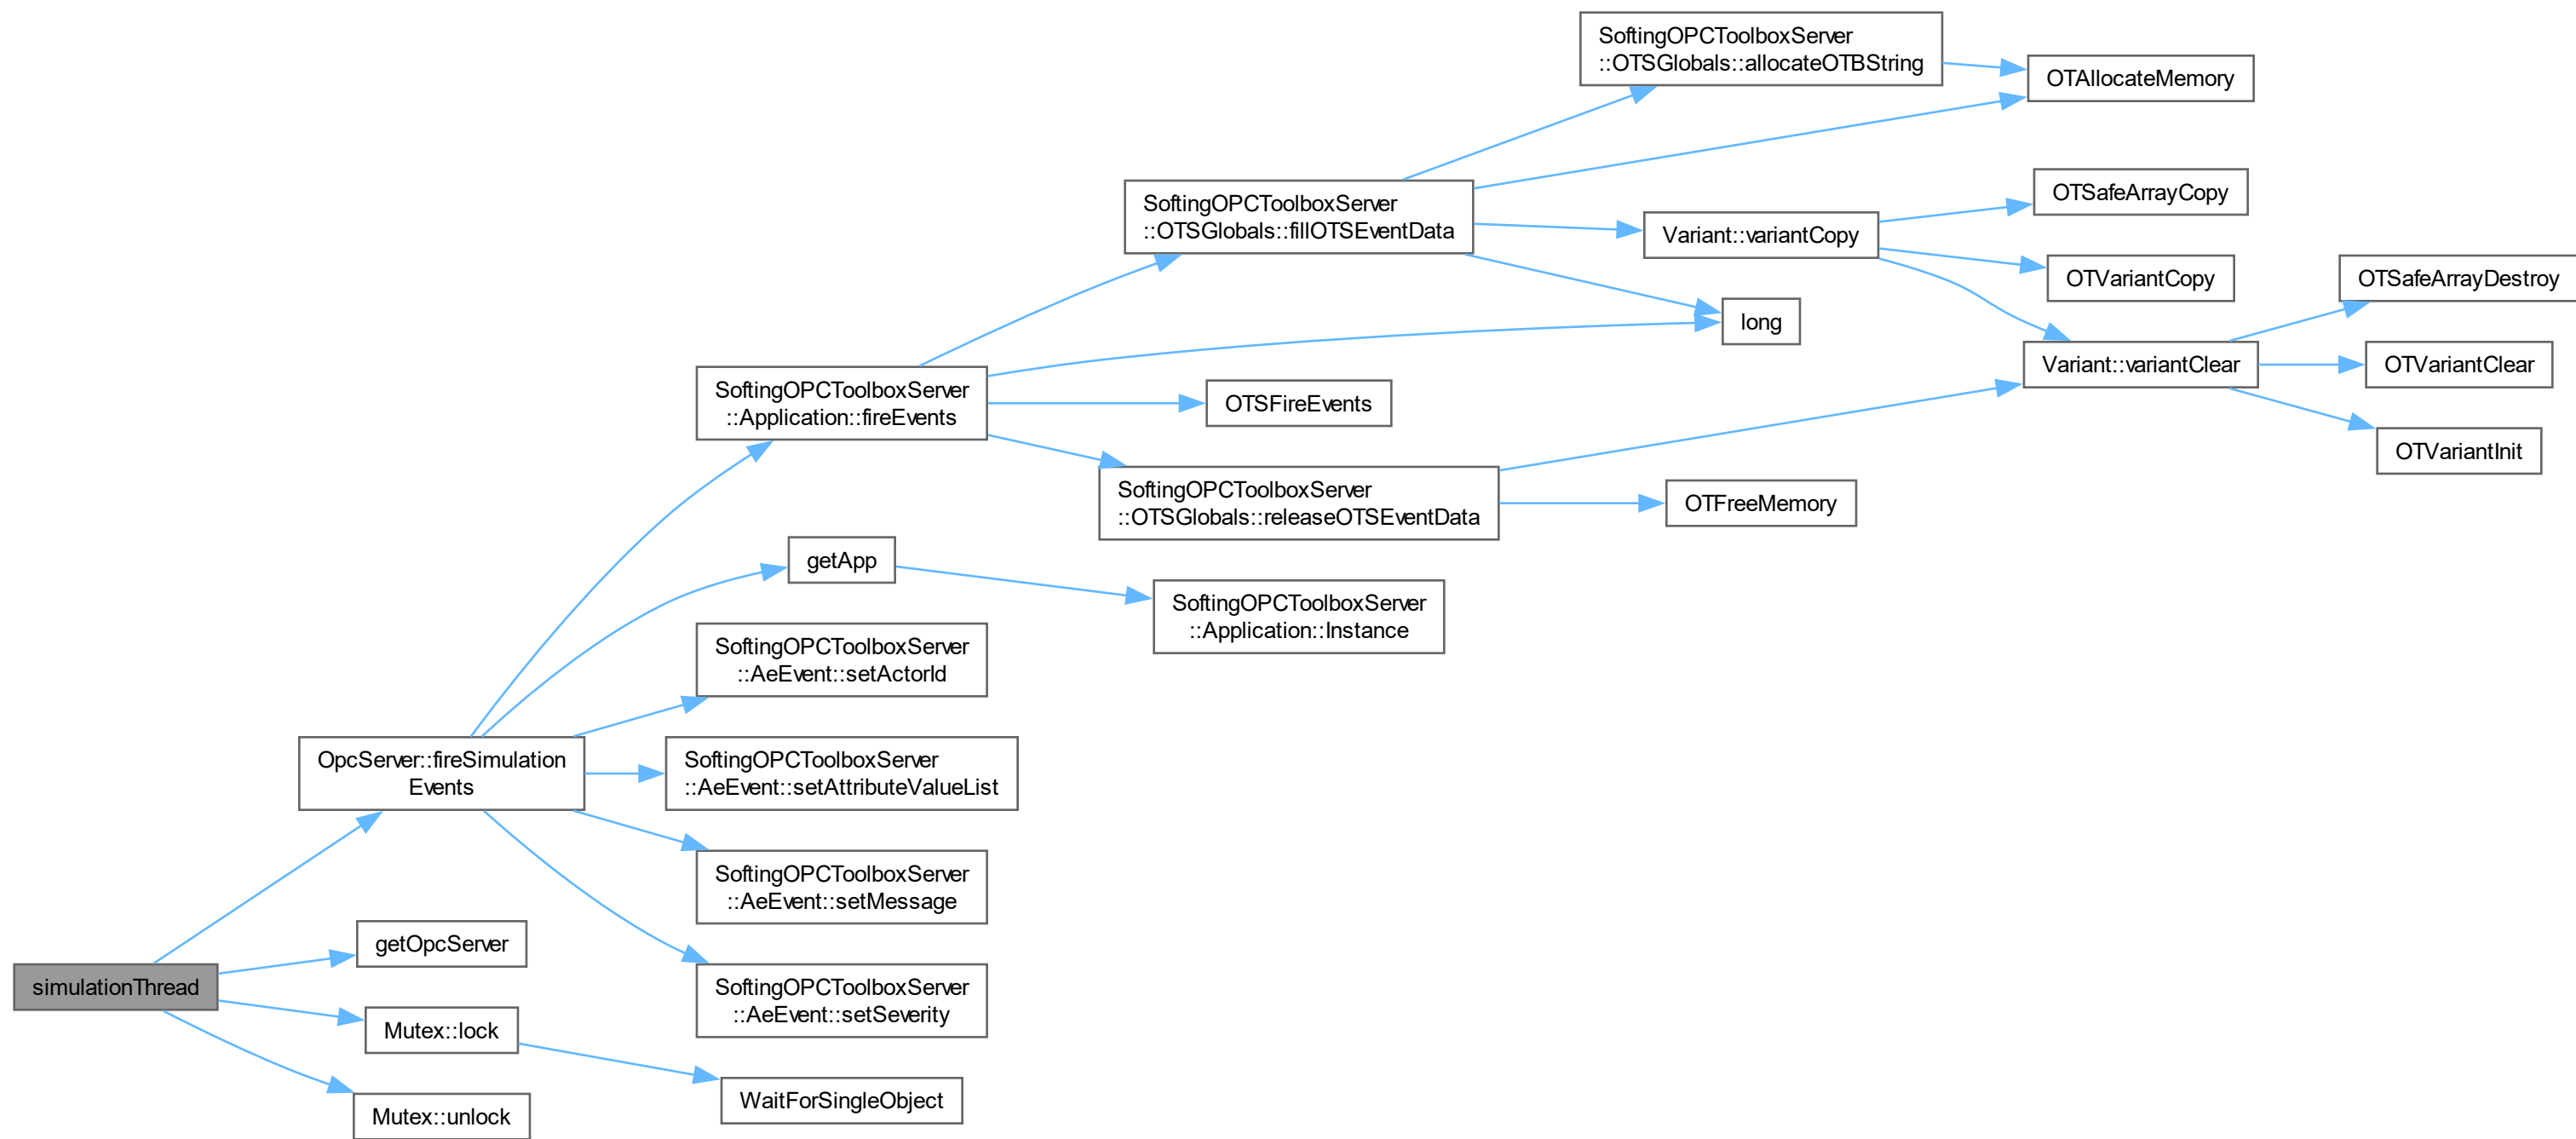 SoftingOPCToolboxServer
::OTSGlobals::allocateOTBString
OTAllocateMemory
SoftingOPCToolboxServer
::OTSGlobals::fillOTSEventData
Variant::variantCopy
OTSafeArrayCopy
OTVariantCopy
OTSafeArrayDestroy
long
Variant::variantClear
OTVariantClear
SoftingOPCToolboxServer
::Application::fireEvents
OTSFireEvents
OTVariantInit
SoftingOPCToolboxServer
::OTSGlobals::releaseOTSEventData
OTFreeMemory
getApp
SoftingOPCToolboxServer
::Application::Instance
SoftingOPCToolboxServer
::AeEvent::setActorId
OpcServer::fireSimulation
Events
SoftingOPCToolboxServer
::AeEvent::setAttributeValueList
SoftingOPCToolboxServer
::AeEvent::setMessage
getOpcServer
simulationThread
SoftingOPCToolboxServer
::AeEvent::setSeverity
Mutex::lock
WaitForSingleObject
Mutex::unlock